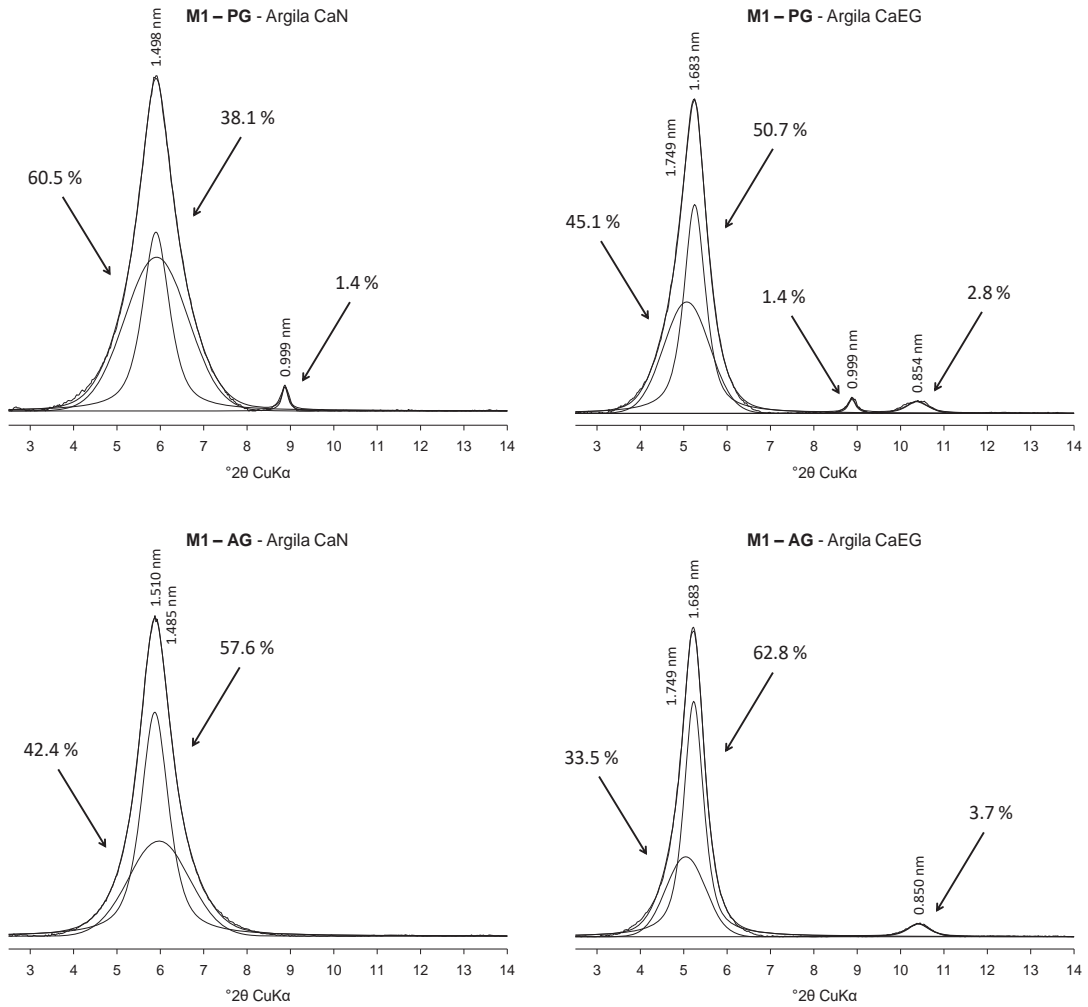 M1 – PG - Argila CaN
1.498 nm
38.1 %
60.5 %
1.4 %
0.999 nm
3 4 5 6 7 8 9 10 11 12 13 14
°2θ CuKα
M1 – PG - Argila CaEG
1.683 nm
1.749 nm
50.7 %
45.1 %
1.4 %
0.999 nm
2.8 %
0.854 nm
3 4 5 6 7 8 9 10 11 12 13 14
°2θ CuKα
M1 – AG - Argila CaN
1.510 nm
1.485 nm
57.6 %
42.4 %
3 4 5 6 7 8 9 10 11 12 13 14
°2θ CuKα
M1 – AG - Argila CaEG
1.683 nm
1.749 nm
62.8 %
33.5 %
3.7 %
0.850 nm
3 4 5 6 7 8 9 10 11 12 13 14
°2θ CuKα